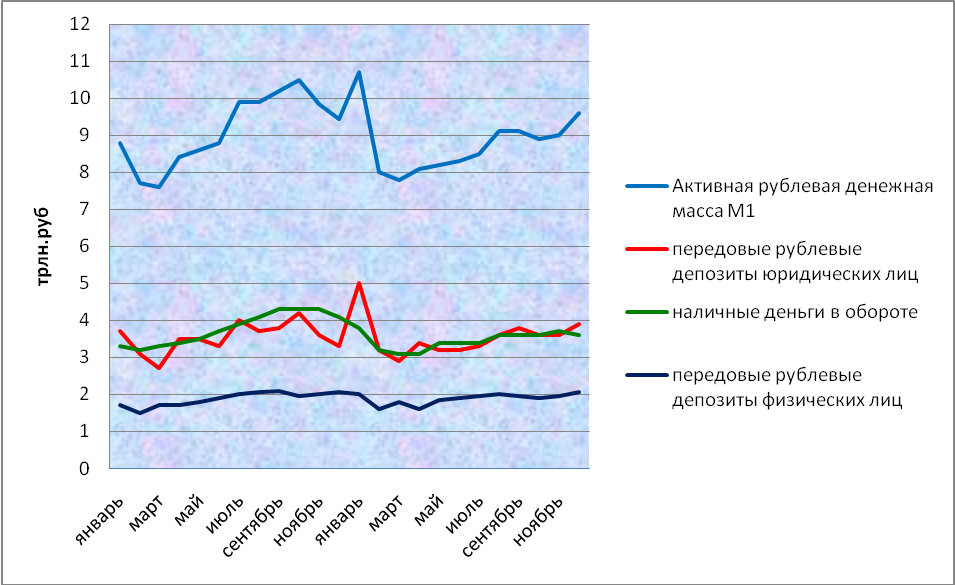 12
11
10
9
8
7
6
5
4
3
2
1
0
трлн.руб
январь
март
май
июль
сентябрь
ноябрь
январь
март
май
июль
сентябрь
ноябрь
Активная рублевая денежная
масса М1
передовые рублевые
депозиты юридических лиц
наличные деньги в обороте
передовые рублевые
депозиты физических лиц